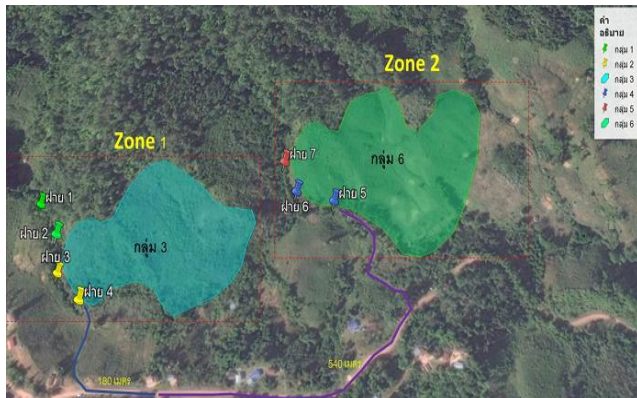 คำ
อธิบาย
กลุ่ม 1
กลุ่ม 2
กลุ่ม 3
กลุ่ม 4
กลุ่ม 5
กลุ่ม 6
Zone 2
Zone 1
ฝาย 7
กลุ่ม 6
ฝาย 6
ฝาย 5
ฝาย 1
ฝาย 2
กลุ่ม 3
ฝาย 3
ฝาย 4
180 เมตร
540 เมตร